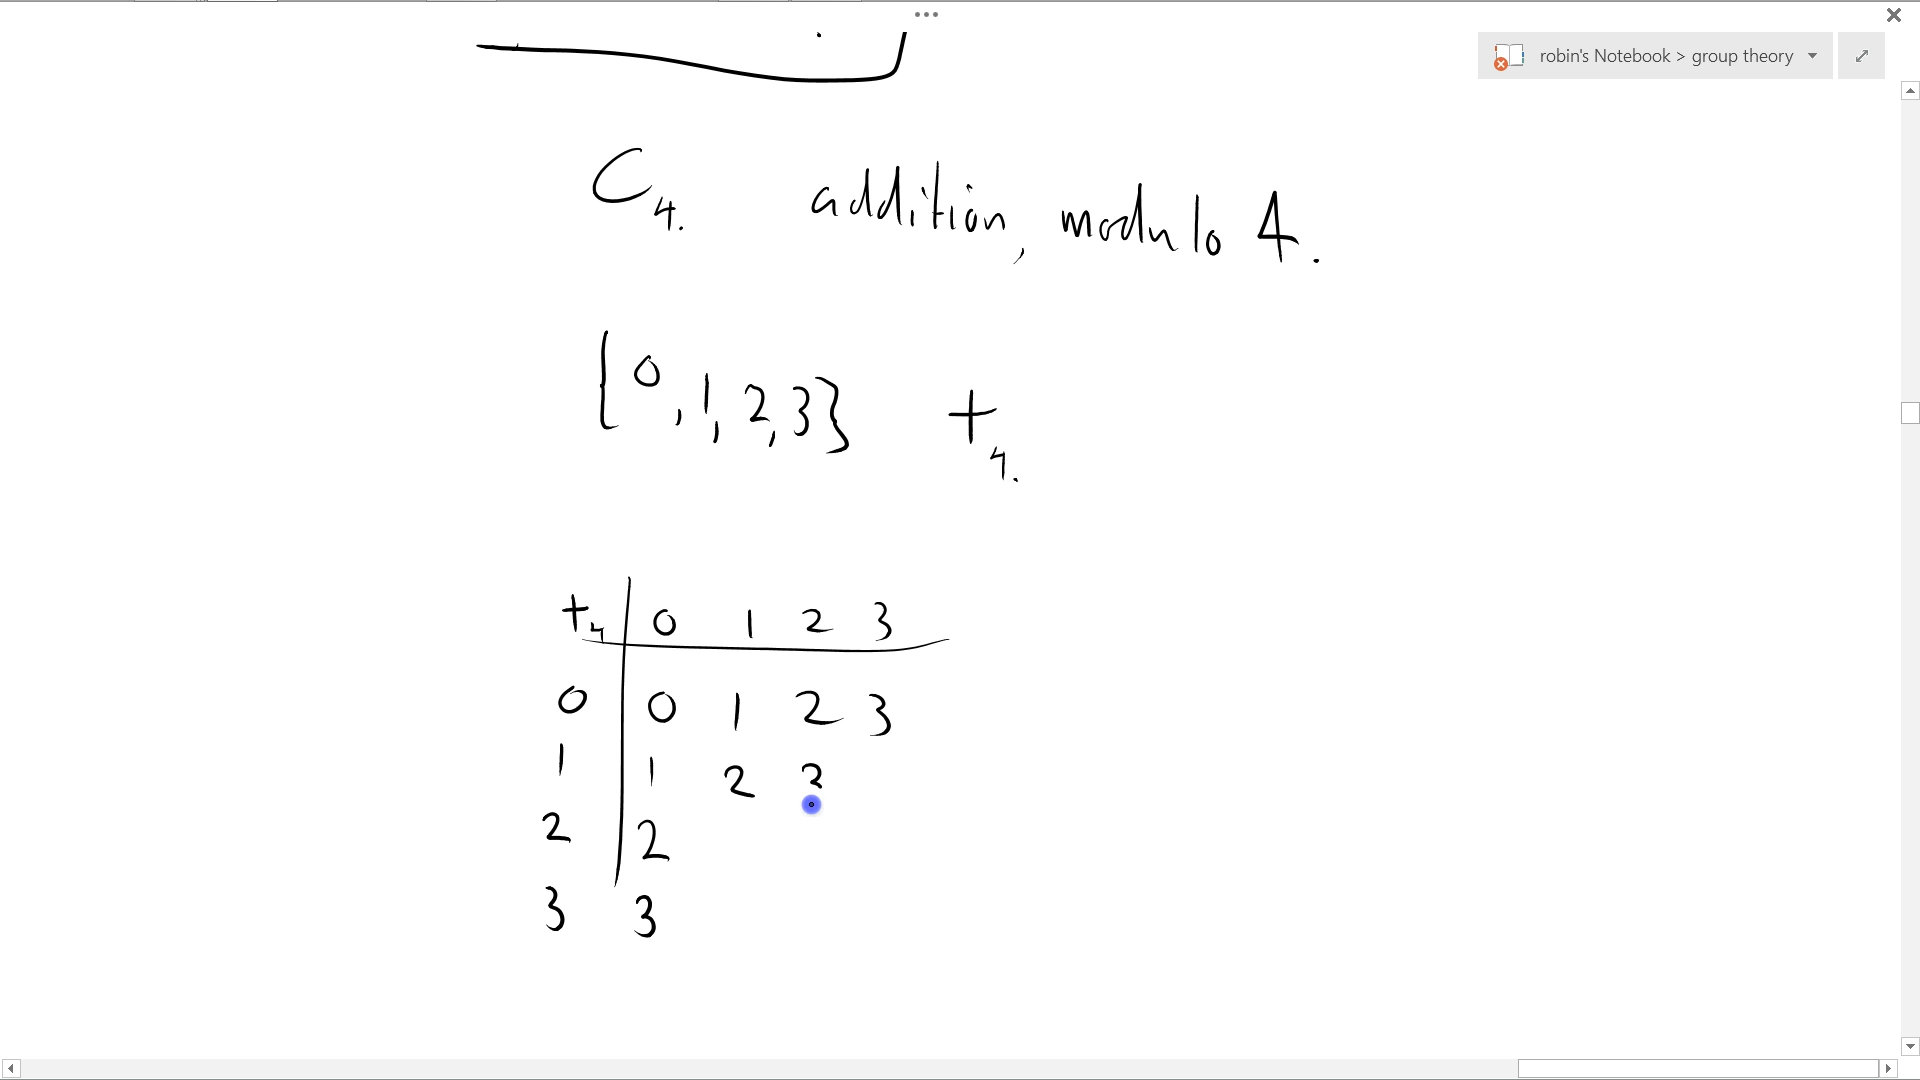 robin's Notebook > group theory
C₄. addition, modulo 4.
{0, 1, 2, 3} +₄.
+₄ 0 1 2 3
0 0 1 2 3
1 1 2 3
2 2
3 3